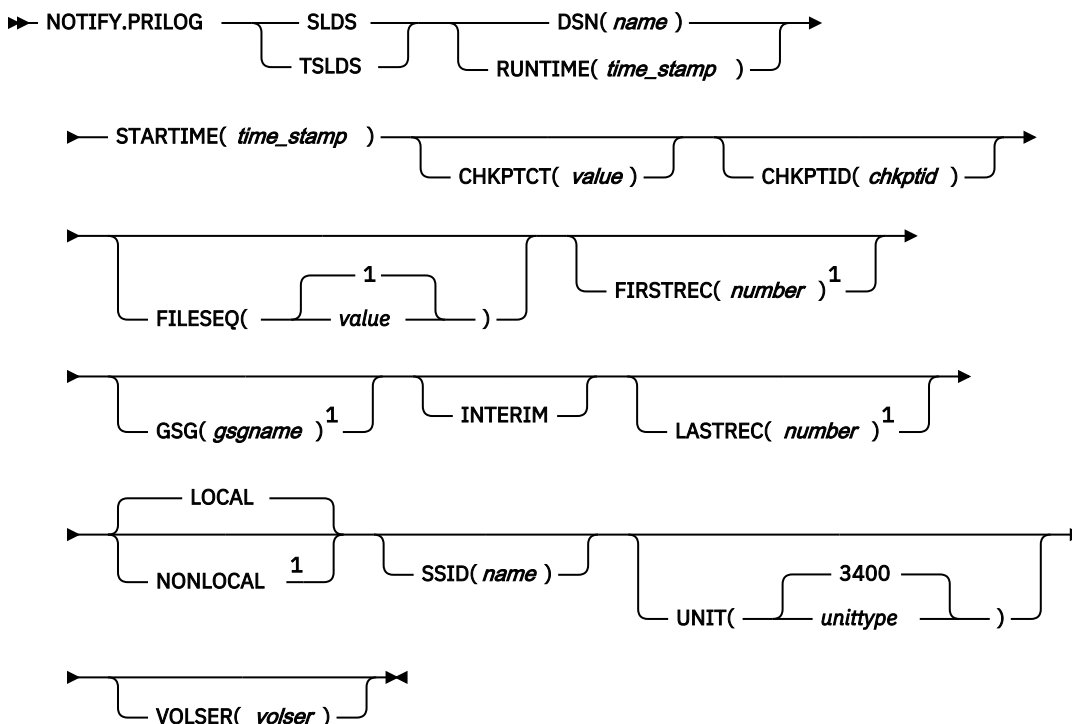 NOTIFY.PRILOG SLDS DSN( name )
TSLDS RUNTIME( time_stamp )
STARTIME( time_stamp )
CHKPTCT( value ) CHKPTID( chkptid )
1
FILESEQ( value )
FIRSTREC( number ) 1
GSG( gsgname ) 1
INTERIM
LASTREC( number ) 1
LOCAL
NONLOCAL 1
SSID( name )
3400
UNIT( unittype )
VOLSER( volser )